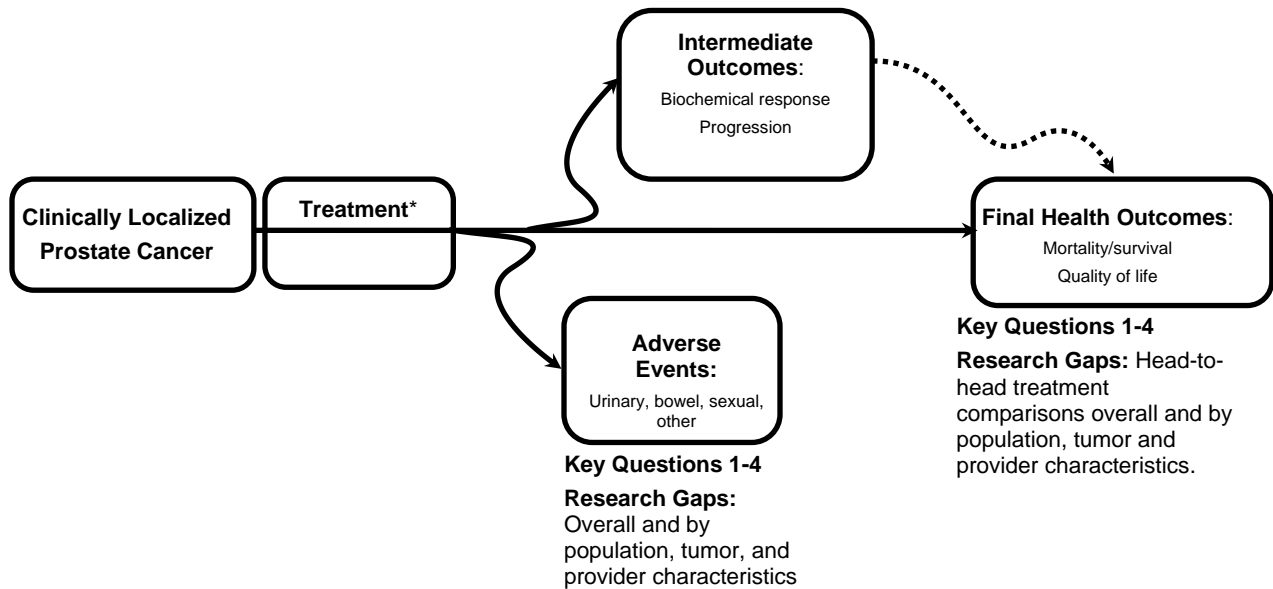 Clinically Localized
Prostate Cancer
Treatment*
Intermediate
Outcomes:
Biochemical response
Progression
Final Health Outcomes:
Mortality/survival
Quality of life
Key Questions 1-4
Research Gaps: Head-to-
head treatment
comparisons overall and by
population, tumor and
provider characteristics.
Adverse
Events:
Urinary, bowel, sexual,
other
Key Questions 1-4
Research Gaps:
Overall and by
population, tumor, and
provider characteristics